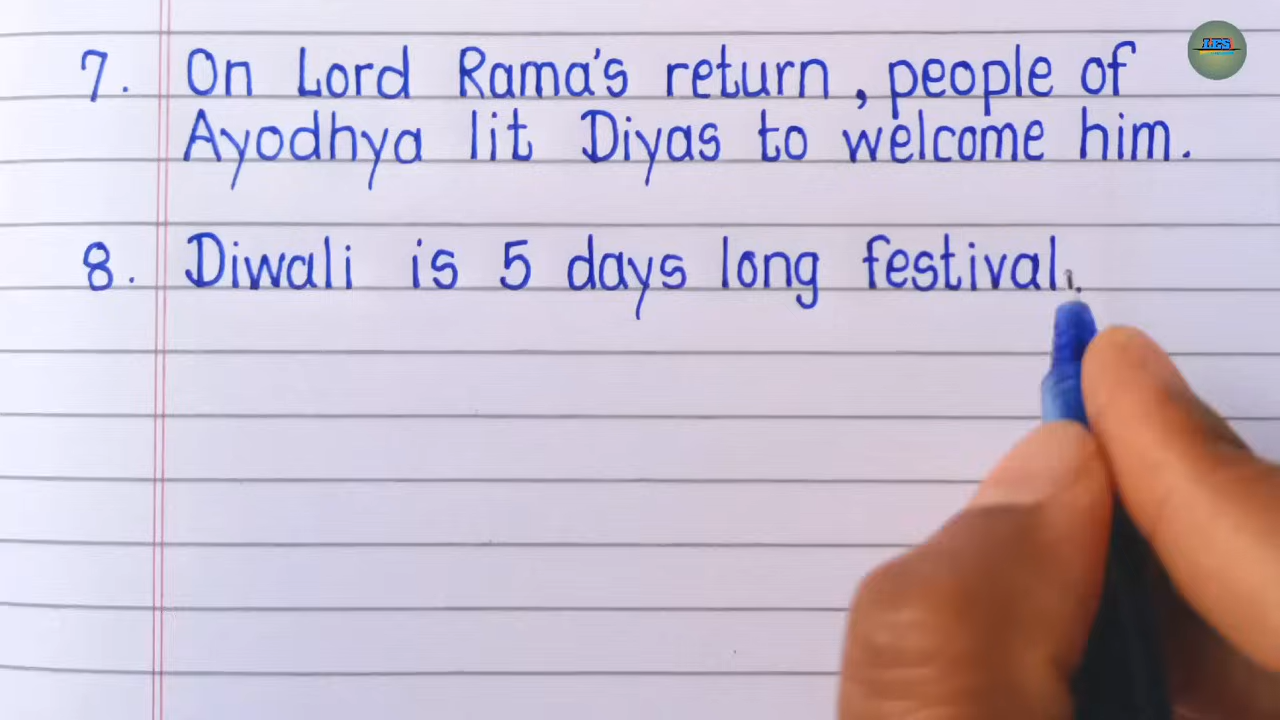 LES
7. On Lord Rama's return, people of
Ayodhya lit Diyas to welcome him.
8. Diwali is 5 days long festival.